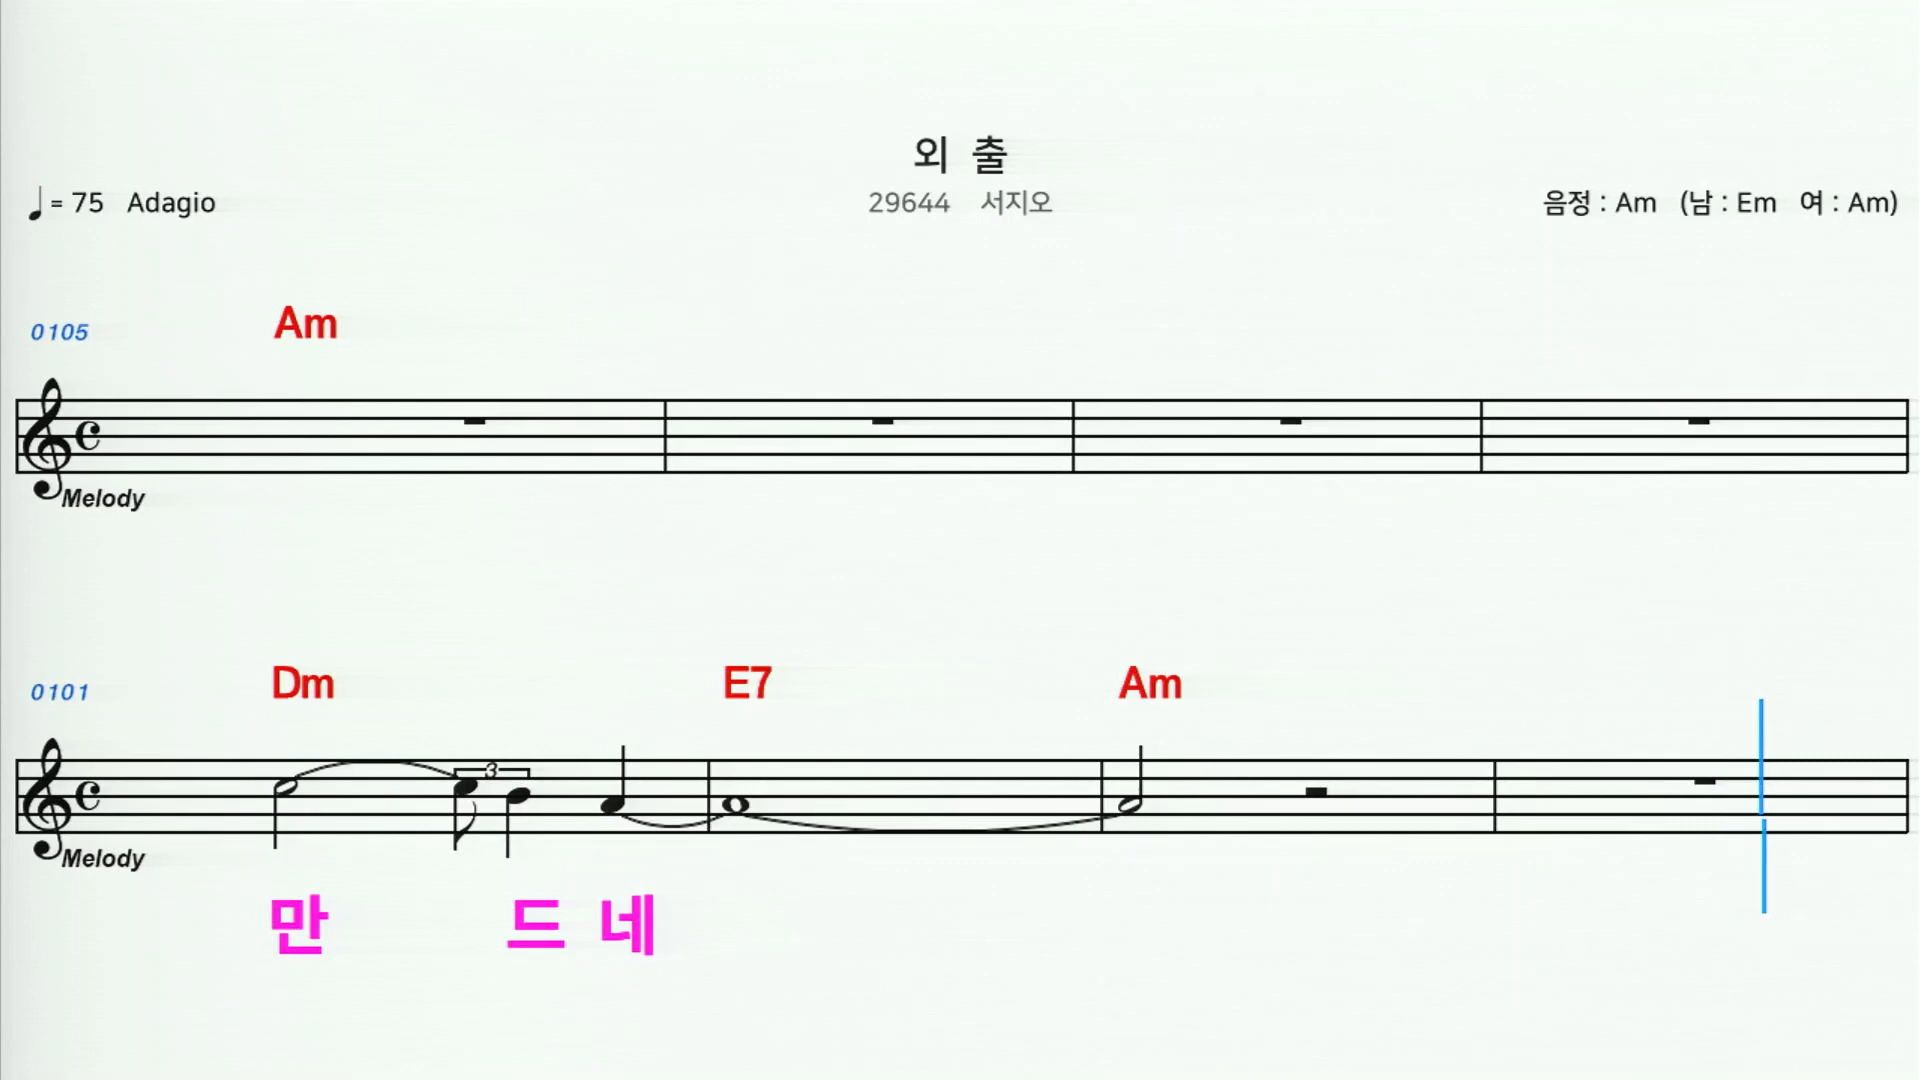 외 출
♩ = 75 Adagio
29644 서지오
음정 : Am (남 : Em 여 : Am)
0105
Am
Melody
0101
Dm E7 Am
3
Melody
만 드 네